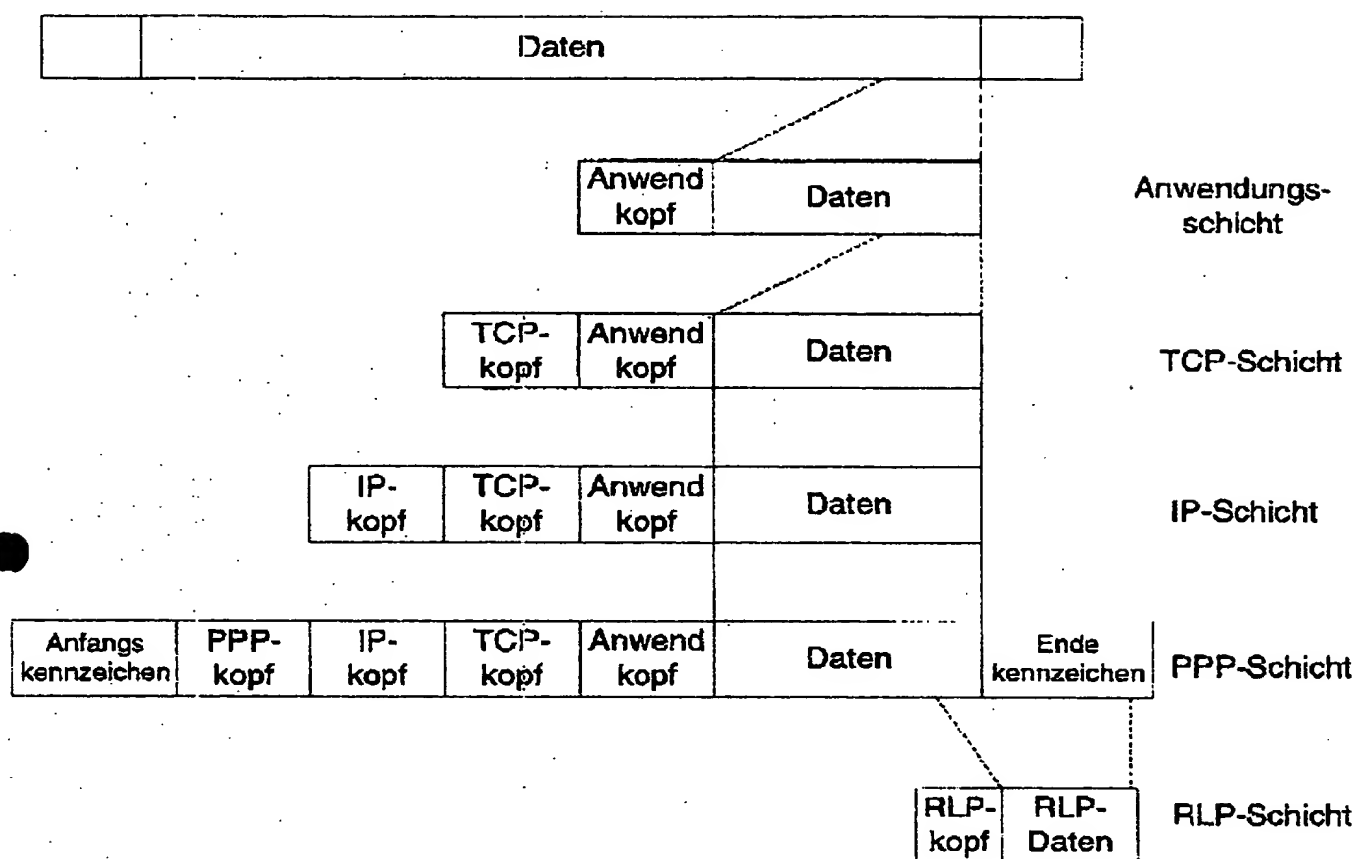 Daten
Anwend
kopf
Daten
Anwendungs-
schicht
TCP-
kopf
Anwend
kopf
Daten
TCP-Schicht
IP-
kopf
TCP-
kopf
Anwend
kopf
Daten
IP-Schicht
Anfangs
kennzeichen
PPP-
kopf
IP-
kopf
TCP-
kopf
Anwend
kopf
Daten
Ende
kennzeichen
PPP-Schicht
RLP-
kopf
RLP-
Daten
RLP-Schicht